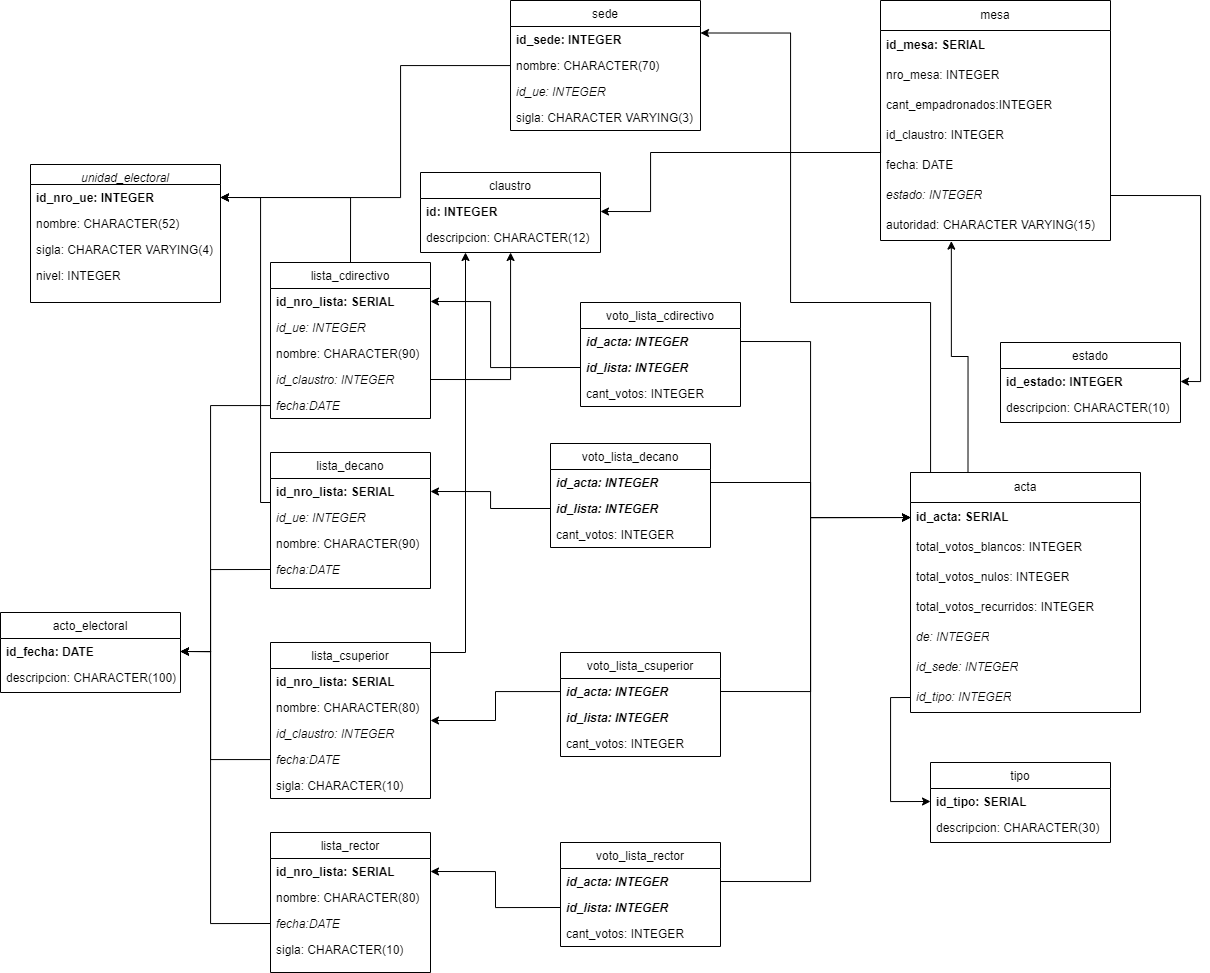 sede
id_sede: INTEGER
nombre: CHARACTER(70)
id_ue: INTEGER
sigla: CHARACTER VARYING(3)
mesa
id_mesa: SERIAL
nro_mesa: INTEGER
cant_empadronados:INTEGER
id_claustro: INTEGER
fecha: DATE
estado: INTEGER
autoridad: CHARACTER VARYING(15)
unidad_electoral
id_nro_ue: INTEGER
nombre: CHARACTER(52)
sigla: CHARACTER VARYING(4)
nivel: INTEGER
claustro
id: INTEGER
descripcion: CHARACTER(12)
lista_cdirectivo
id_nro_lista: SERIAL
id_ue: INTEGER
nombre: CHARACTER(90)
id_claustro: INTEGER
fecha:DATE
voto_lista_cdirectivo
id_acta: INTEGER
id_lista: INTEGER
cant_votos: INTEGER
estado
id_estado: INTEGER
descripcion: CHARACTER(10)
lista_decano
id_nro_lista: SERIAL
id_ue: INTEGER
nombre: CHARACTER(90)
fecha:DATE
voto_lista_decano
id_acta: INTEGER
id_lista: INTEGER
cant_votos: INTEGER
acta
id_acta: SERIAL
total_votos_blancos: INTEGER
total_votos_nulos: INTEGER
total_votos_recurridos: INTEGER
de: INTEGER
id_sede: INTEGER
id_tipo: INTEGER
acto_electoral
id_fecha: DATE
descripcion: CHARACTER(100)
lista_csuperior
id_nro_lista: SERIAL
nombre: CHARACTER(80)
id_claustro: INTEGER
fecha:DATE
sigla: CHARACTER(10)
voto_lista_csuperior
id_acta: INTEGER
id_lista: INTEGER
cant_votos: INTEGER
tipo
id_tipo: SERIAL
descripcion: CHARACTER(30)
lista_rector
id_nro_lista: SERIAL
nombre: CHARACTER(80)
fecha:DATE
sigla: CHARACTER(10)
voto_lista_rector
id_acta: INTEGER
id_lista: INTEGER
cant_votos: INTEGER